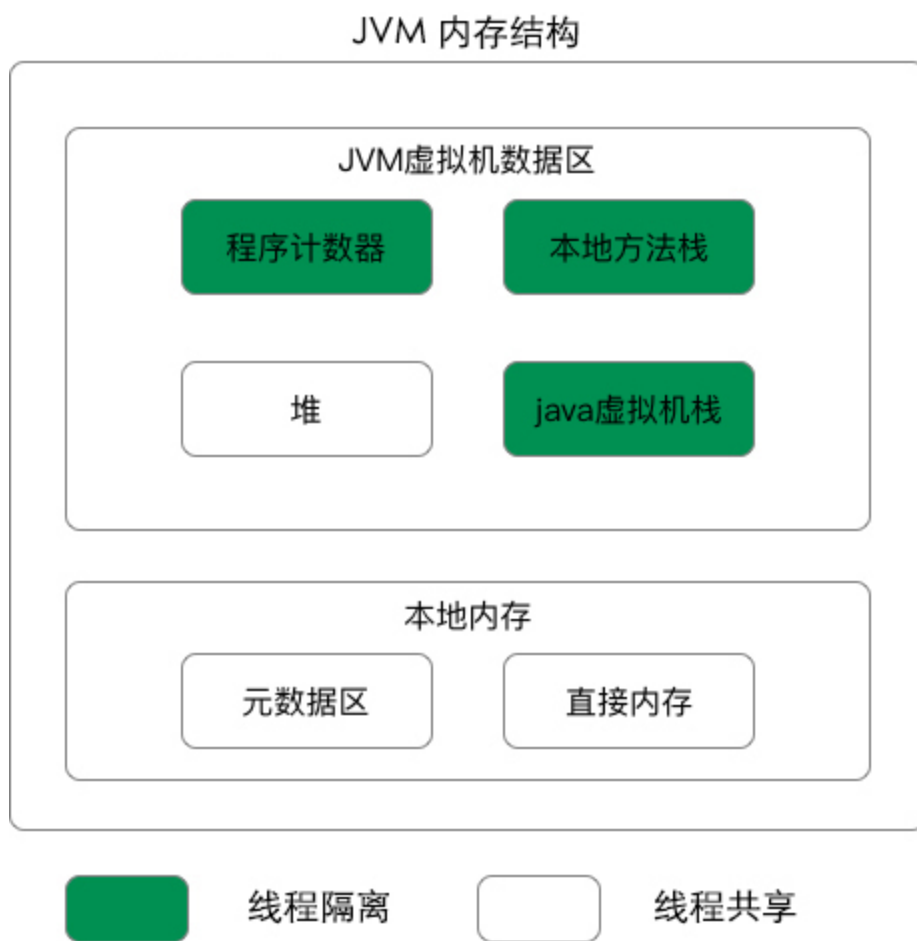 JVM 内存结构
JVM虚拟机数据区
程序计数器
本地方法栈
堆
java虚拟机栈
本地内存
元数据区
直接内存
线程隔离
线程共享